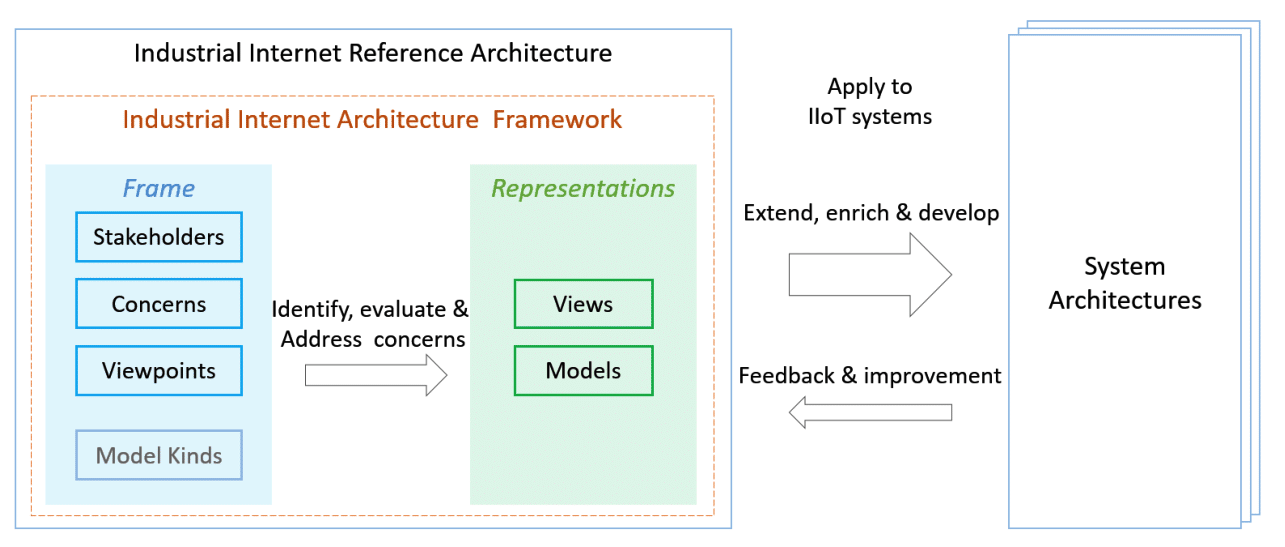 Industrial Internet Reference Architecture
Industrial Internet Architecture Framework
Frame
Stakeholders
Concerns
Viewpoints
Model Kinds
Identify, evaluate &
Address concerns
Representations
Views
Models
Apply to
IIoT systems
Extend, enrich & develop
Feedback & improvement
System
Architectures